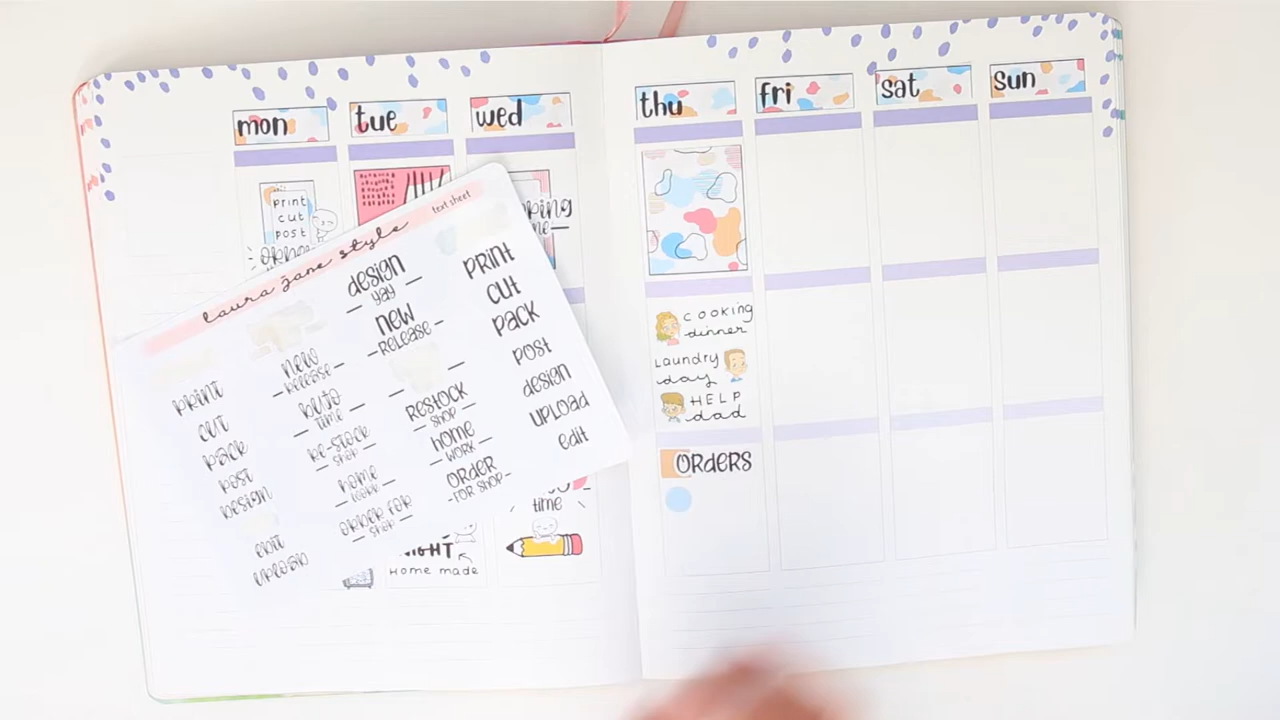 mon
tue
wed
thu
fri
sat
sun
print
cut
post
laura jane style
text sheet
print
cut
pack
post
design
edit
upload
new
release
re-stock
shop
home
work
order for
shop
design
yay
new
release
restock
shop
home
work
order
for shop
print
cut
pack
post
design
upload
edit
time
Home made
cooking
dinner
Laundry
day
HELP
dad
ORDERS